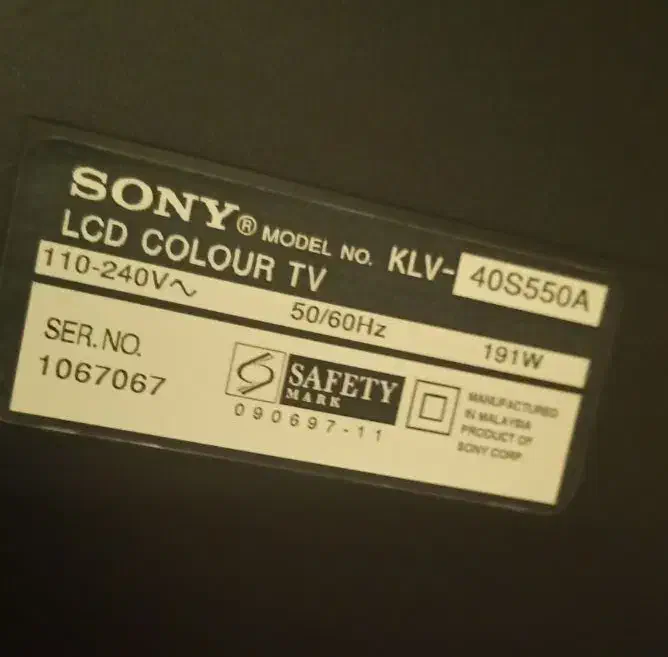 SONY® MODEL NO. KLV-40S550A
LCD COLOUR TV
110-240V~ 50/60Hz 191W
SER.NO.
1067067
S SAFETY
MARK
090697-11
MANUFACTURED
IN MALAYSIA
PRODUCT OF
SONY CORP.